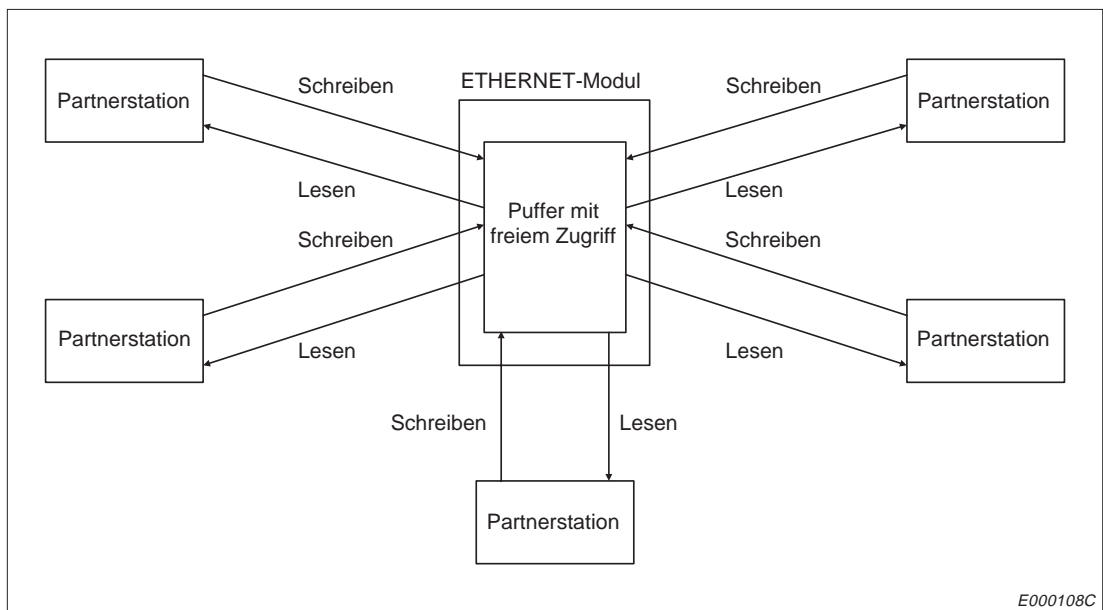 ETHERNET-Modul
Partnerstation
Schreiben
Lesen
Schreiben
Partnerstation
Lesen
Puffer mit
freiem Zugriff
Schreiben
Partnerstation
Lesen
Schreiben
Partnerstation
Lesen
Schreiben
Lesen
Partnerstation
E000108C